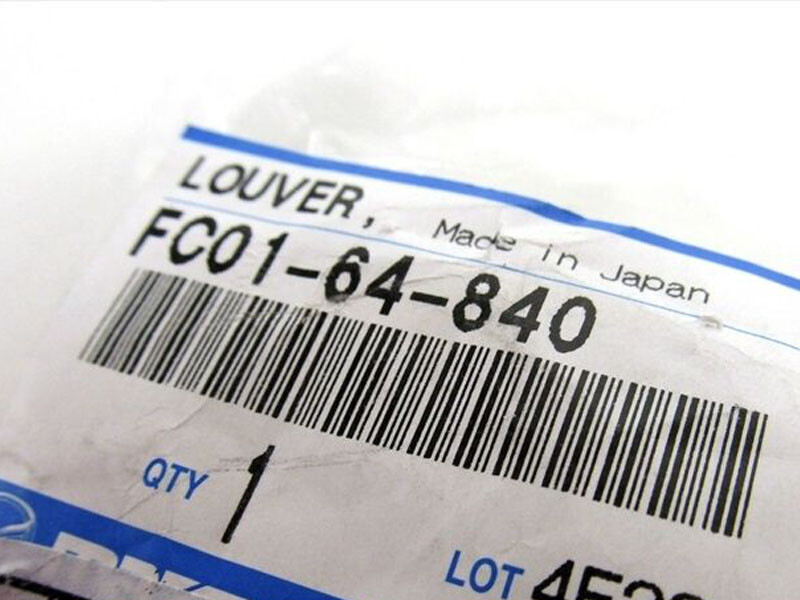 LOUVER, Made in Japan
FC01-64-840
QTY 1
LOT